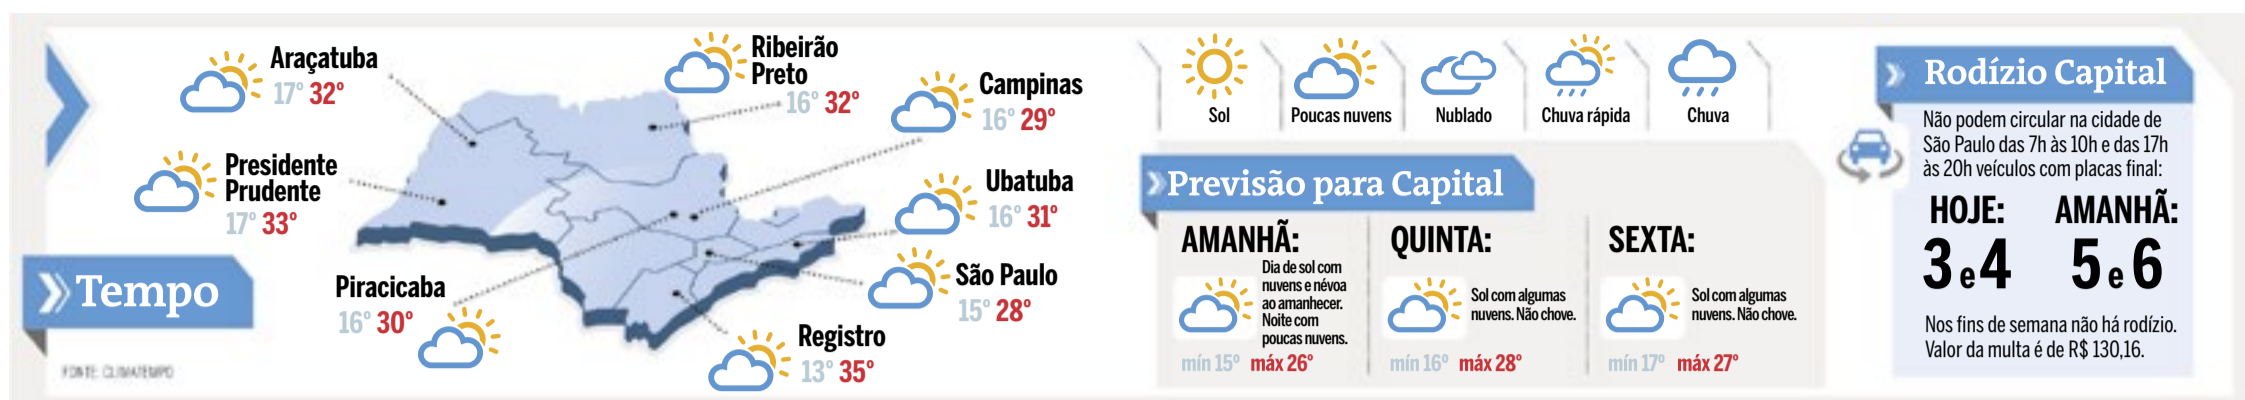 Araçatuba
17° 32°
Ribeirão
Preto
16° 32°
Campinas
16° 29°
Presidente
Prudente
17° 33°
Ubatuba
16° 31°
São Paulo
15° 28°
Piracicaba
16° 30°
Registro
13° 35°
Tempo
FONTE: CLIMATEMPO
Sol
Poucas nuvens
Nublado
Chuva rápida
Chuva
Previsão para Capital
AMANHÃ:
Dia de sol com
nuvens e névoa
ao amanhecer.
Noite com
poucas nuvens.
mín 15° máx 26°
QUINTA:
Sol com algumas
nuvens. Não chove.
mín 16° máx 28°
SEXTA:
Sol com algumas
nuvens. Não chove.
mín 17° máx 27°
Rodízio Capital
Não podem circular na cidade de
São Paulo das 7h às 10h e das 17h
às 20h veículos com placas final:
HOJE:
3 e 4
AMANHÃ:
5 e 6
Nos fins de semana não há rodízio.
Valor da multa é de R$ 130,16.